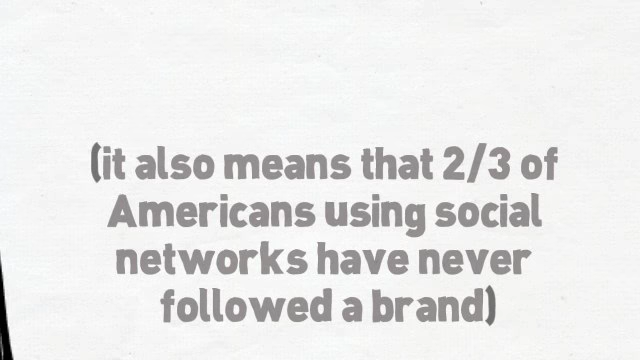 (it also means that 2/3 of
Americans using social
networks have never
followed a brand)